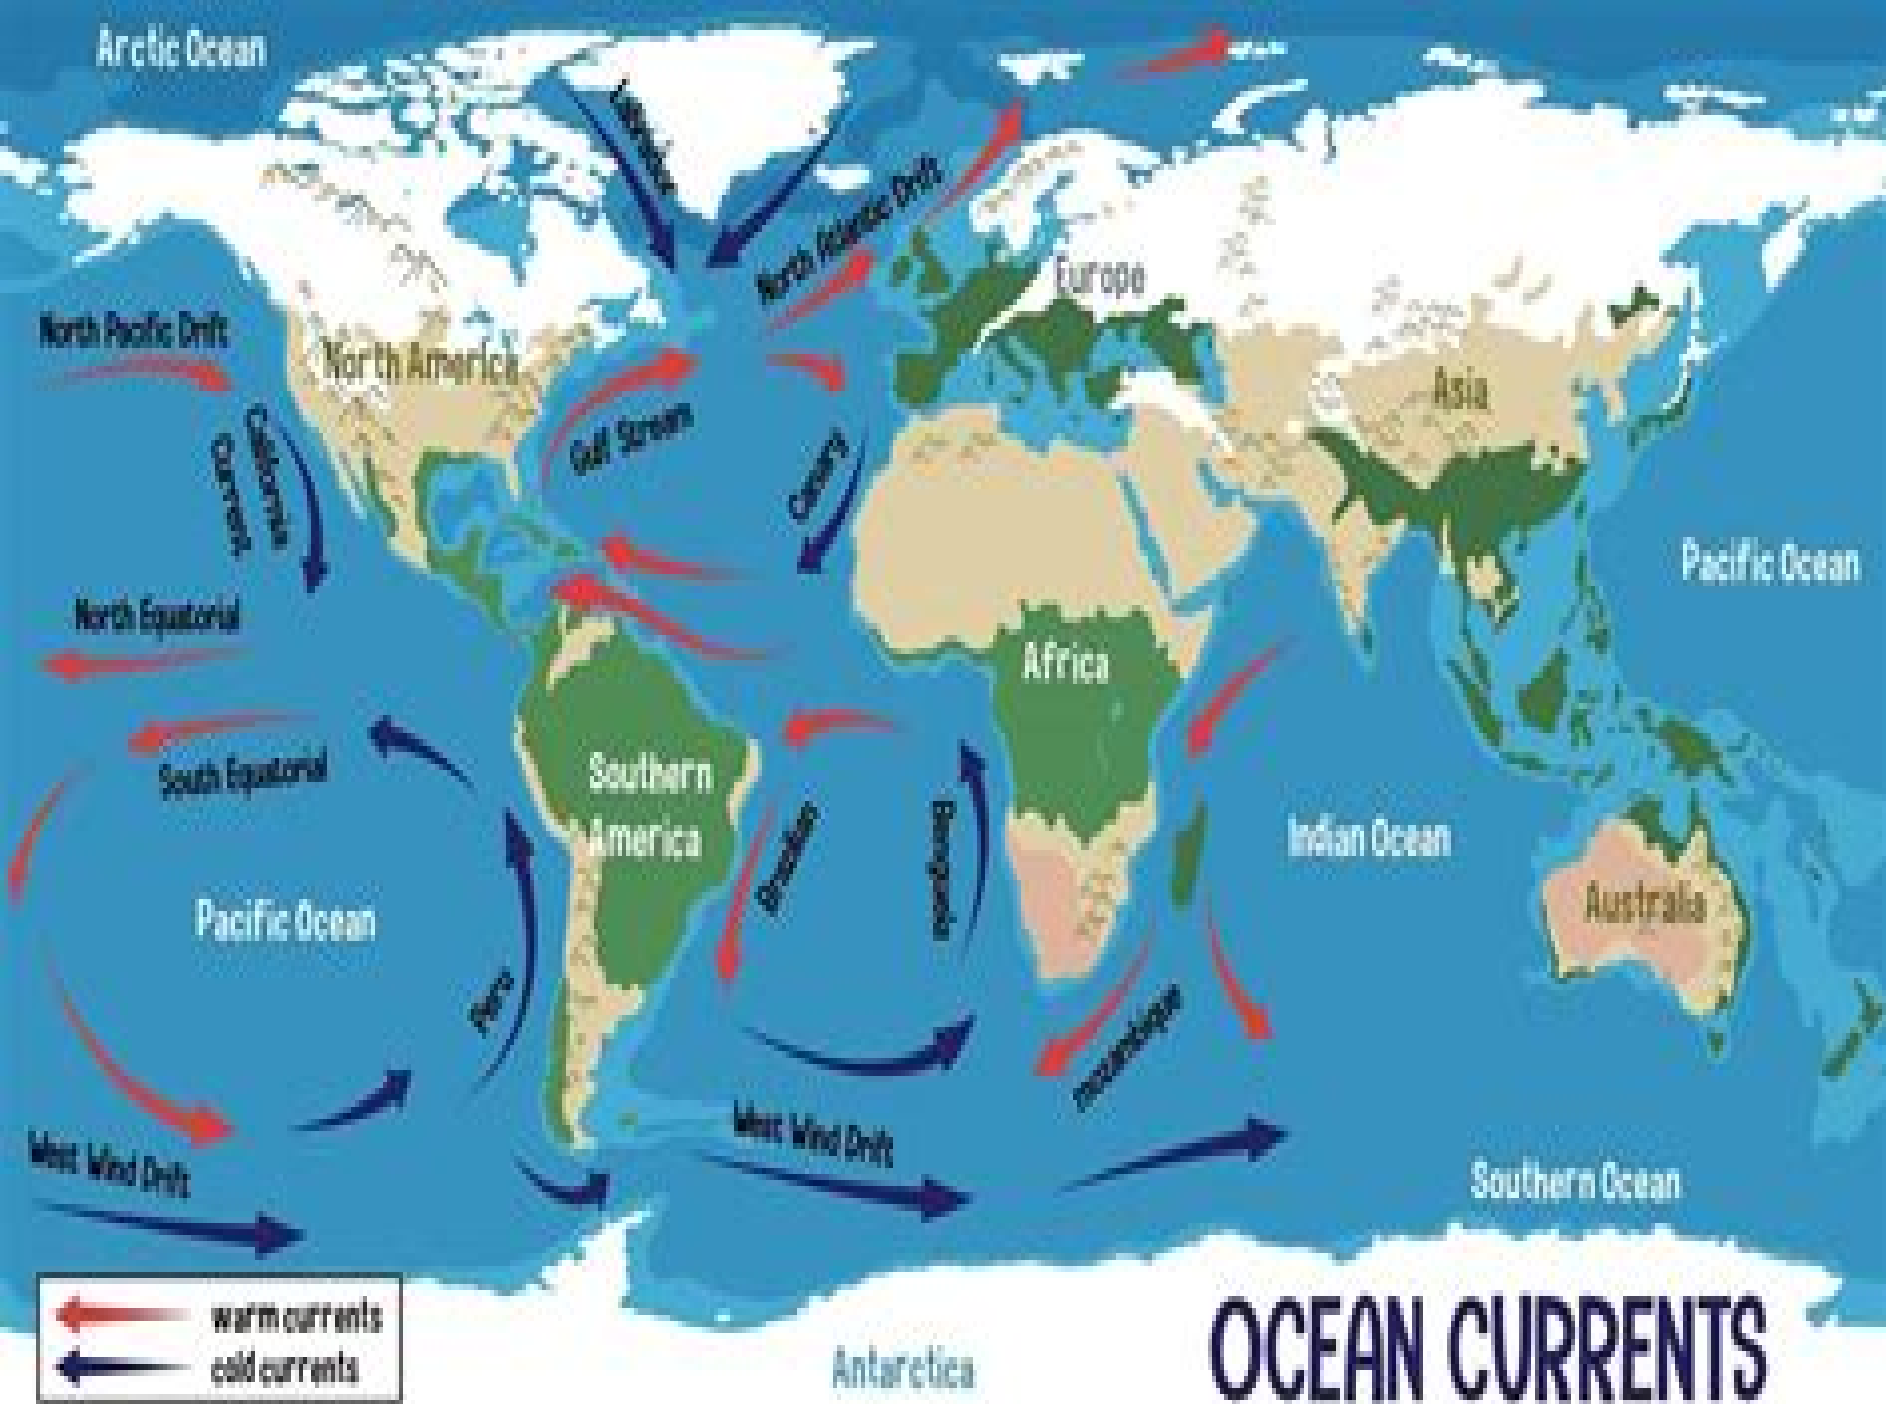 Arctic Ocean
Labrador
North Atlantic Drift
Europe
North Pacific Drift
North America
Asia
Gulf Stream
California
Current
Canary
Pacific Ocean
North Equatorial
Africa
South Equatorial
Southern
America
Brazilian
Benguela
Indian Ocean
Australia
Pacific Ocean
Peru
mozambique
West Wind Drift
West Wind Drift
Southern Ocean
warm currents
cold currents
Antarctica
OCEAN CURRENTS